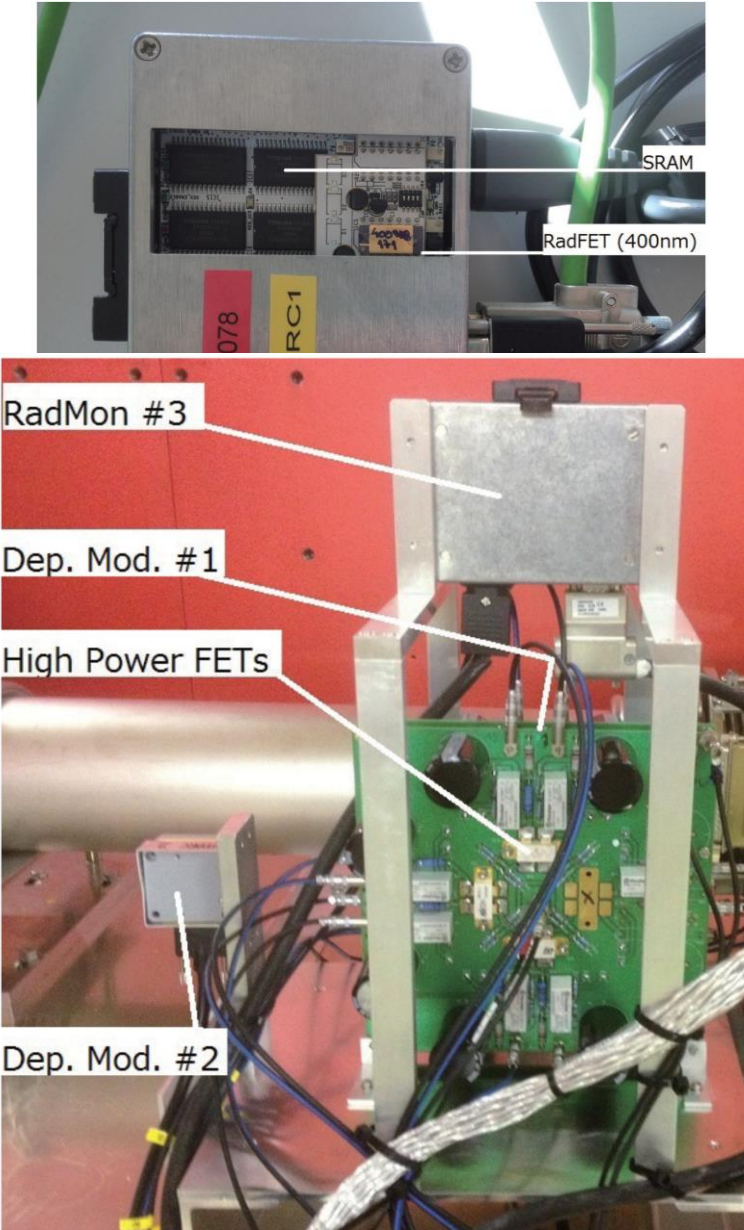 SRAM
RadFET (400nm)
078
RC1
RadMon #3
Dep. Mod. #1
High Power FETs
Dep. Mod. #2